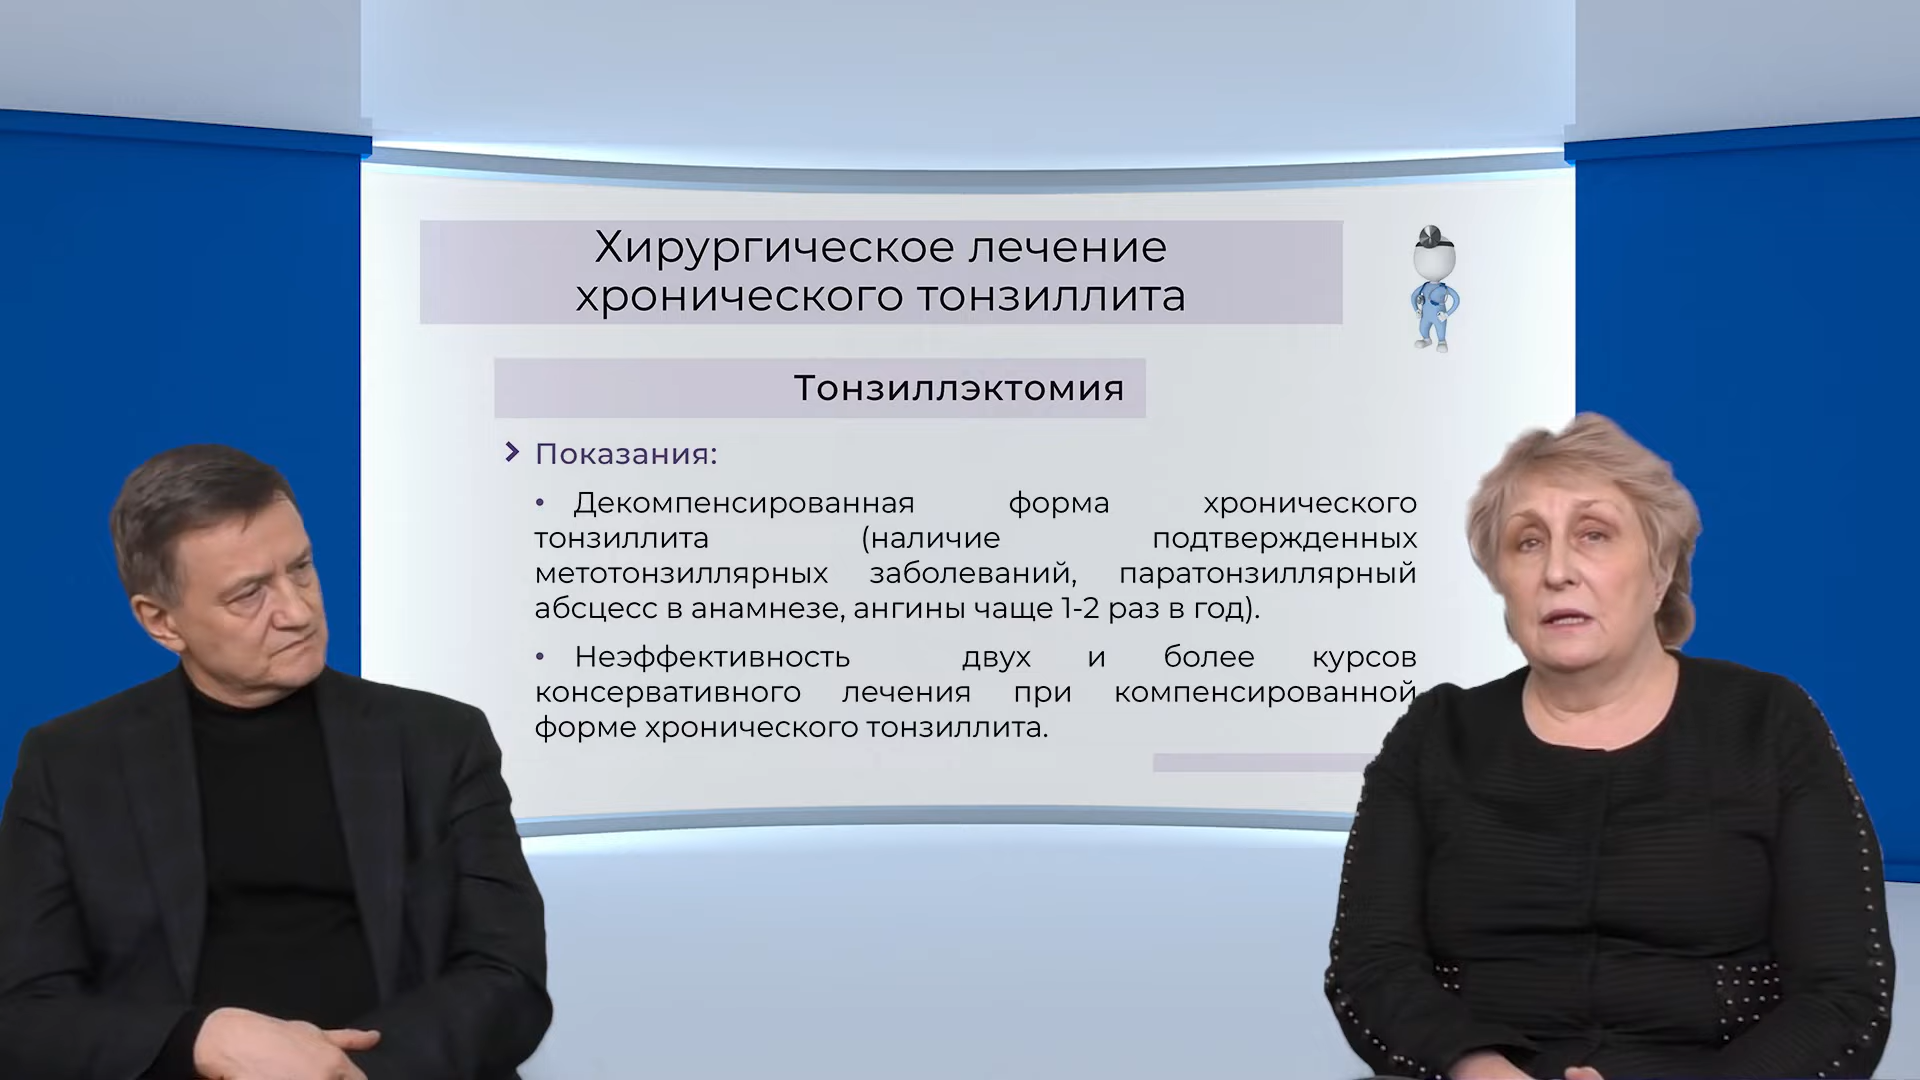 Хирургическое лечение
хронического тонзиллита
Тонзиллэктомия
Показания:
• Декомпенсированная форма хронического
тонзиллита (наличие подтвержденных
метотонзиллярных заболеваний, паратонзиллярный
абсцесс в анамнезе, ангины чаще 1-2 раз в год).
• Неэффективность двух и более курсов
консервативного лечения при компенсированной
форме хронического тонзиллита.